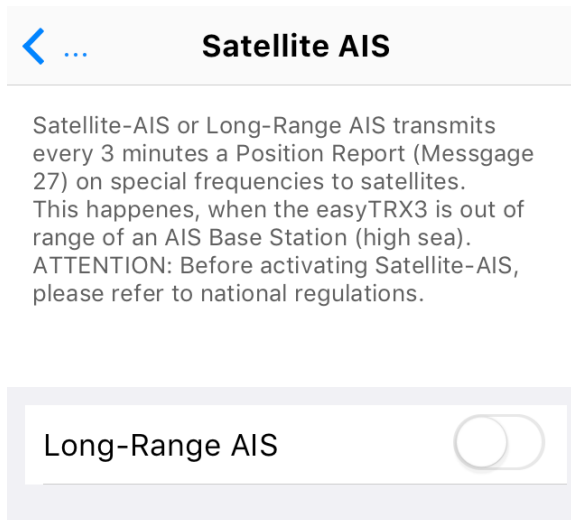 ... Satellite AIS
Satellite-AIS or Long-Range AIS transmits
every 3 minutes a Position Report (Messgage
27) on special frequencies to satellites.
This happenes, when the easyTRX3 is out of
range of an AIS Base Station (high sea).
ATTENTION: Before activating Satellite-AIS,
please refer to national regulations.
Long-Range AIS